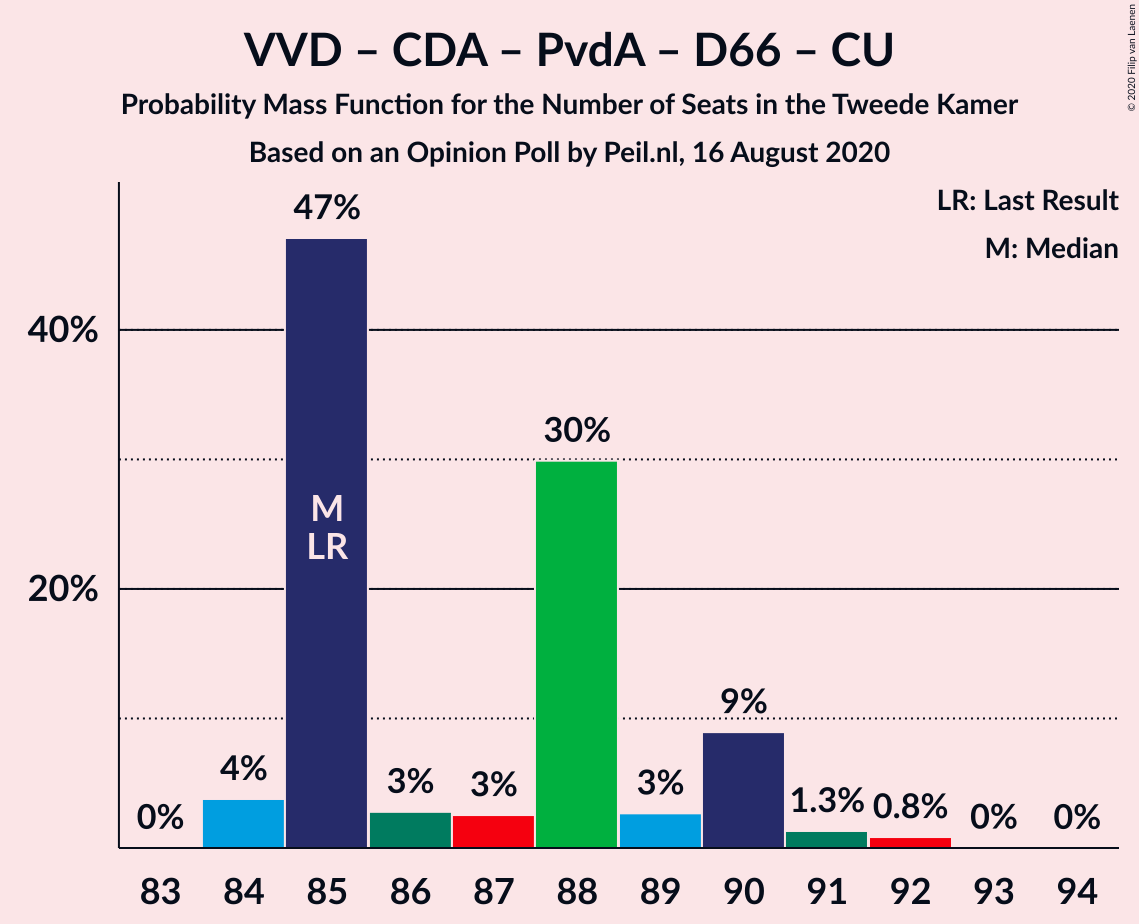 VVD – CDA – PvdA – D66 – CU
Probability Mass Function for the Number of Seats in the Tweede Kamer
Based on an Opinion Poll by Peil.nl, 16 August 2020
© 2020 Filip van Laenen
LR: Last Result
M: Median
40%
20%
0%
4%
47%
M
LR
3%
3%
30%
3%
9%
1.3%
0.8%
0%
0%
83 84 85 86 87 88 89 90 91 92 93 94